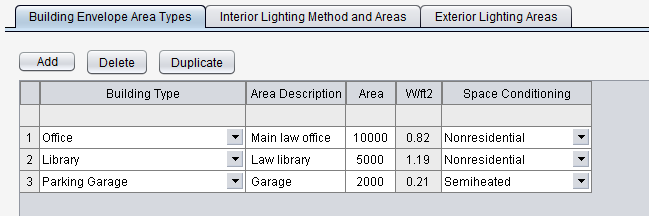 Building Envelope Area Types Interior Lighting Method and Areas Exterior Lighting Areas
Add Delete Duplicate
Building Type Area Description Area W/ft2 Space Conditioning
1 Office Main law office 10000 0.82 Nonresidential
2 Library Law library 5000 1.19 Nonresidential
3 Parking Garage Garage 2000 0.21 Semiheated